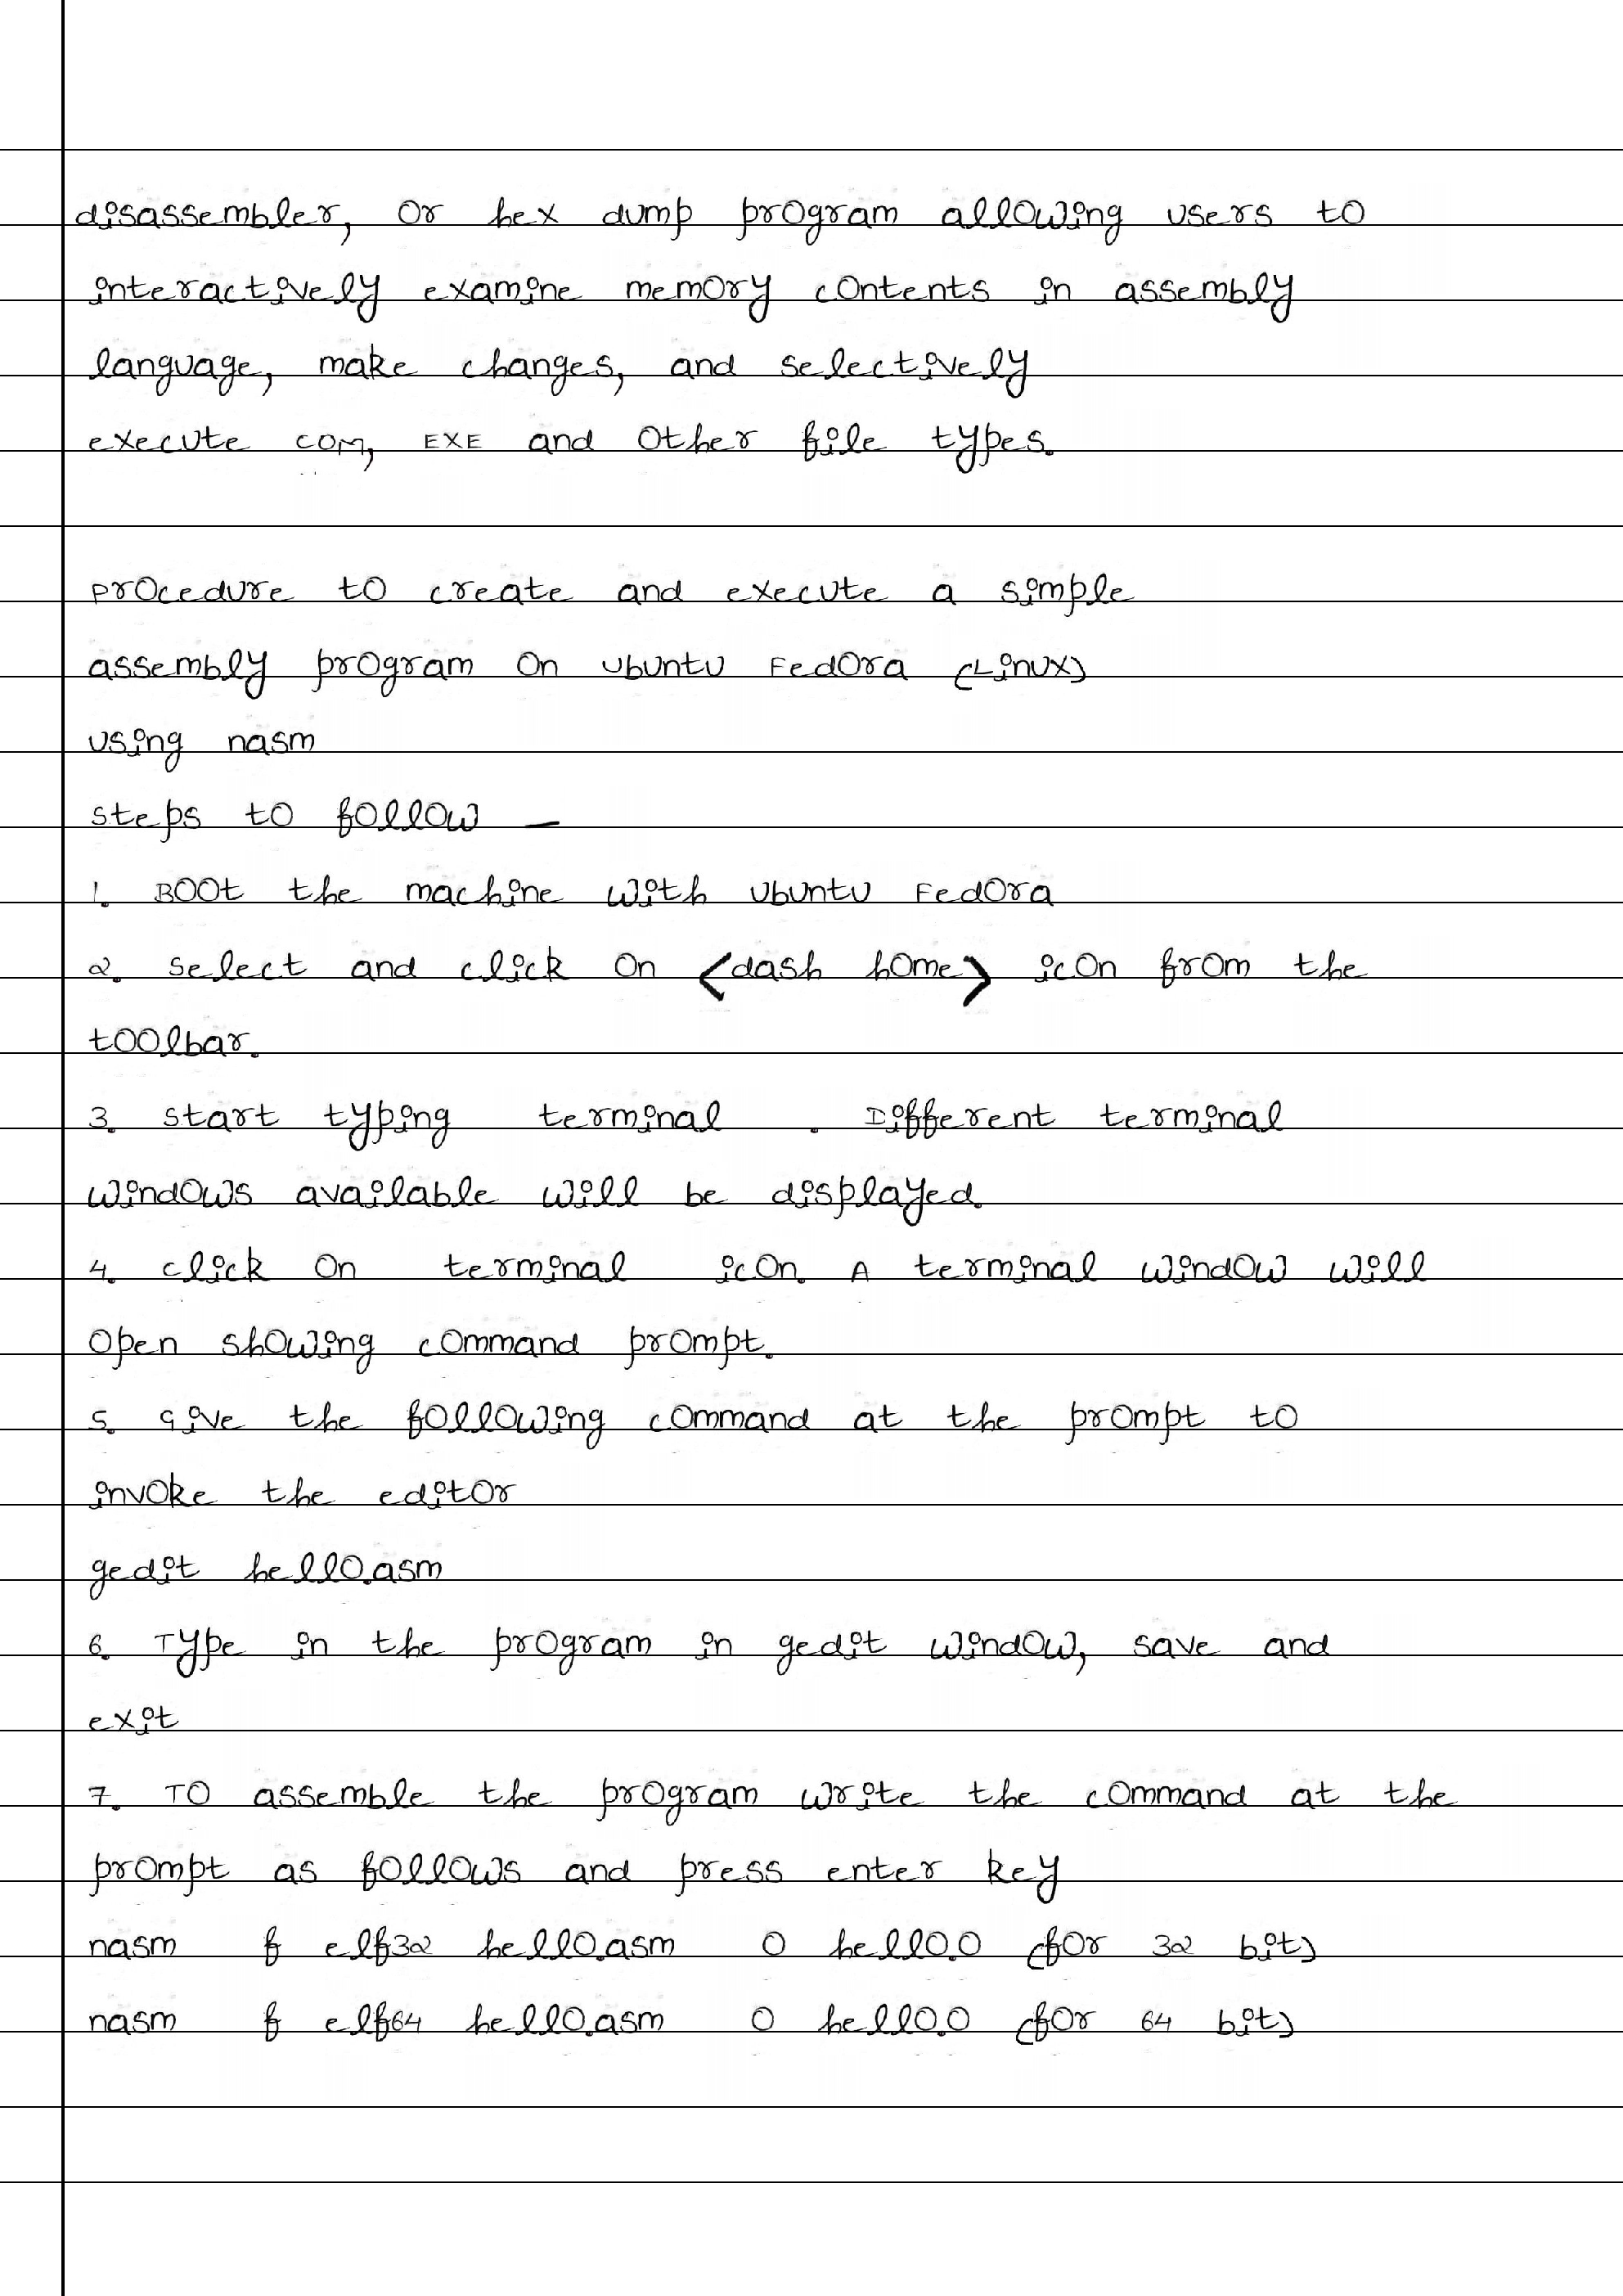 disassembler, or hex dump program allowing users to
interactively examine memory contents in assembly
language, make changes, and selectively
execute COM, EXE and other file types.
Procedure to create and execute a simple
assembly program on Ubuntu Fedora (Linux)
using nasm
Steps to follow –
1. Boot the machine with Ubuntu Fedora
2. Select and click on <dash home> icon from the
toolbar.
3. Start typing terminal . Different terminal
windows available will be displayed.
4. Click on terminal icon. A terminal window will
open showing command prompt.
5. Give the following command at the prompt to
invoke the editor
gedit hello.asm
6. Type in the program in gedit window, save and
exit
7. To assemble the program write the command at the
prompt as follows and press enter key
nasm f elf32 hello.asm o hello.o (for 32 bit)
nasm f elf64 hello.asm o hello.o (for 64 bit)